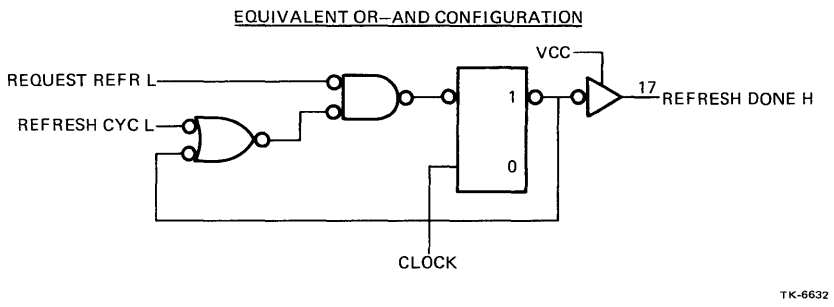 EQUIVALENT OR–AND CONFIGURATION
VCC
REQUEST REFR L
1
17
REFRESH DONE H
REFRESH CYC L
0
CLOCK
TK-6632